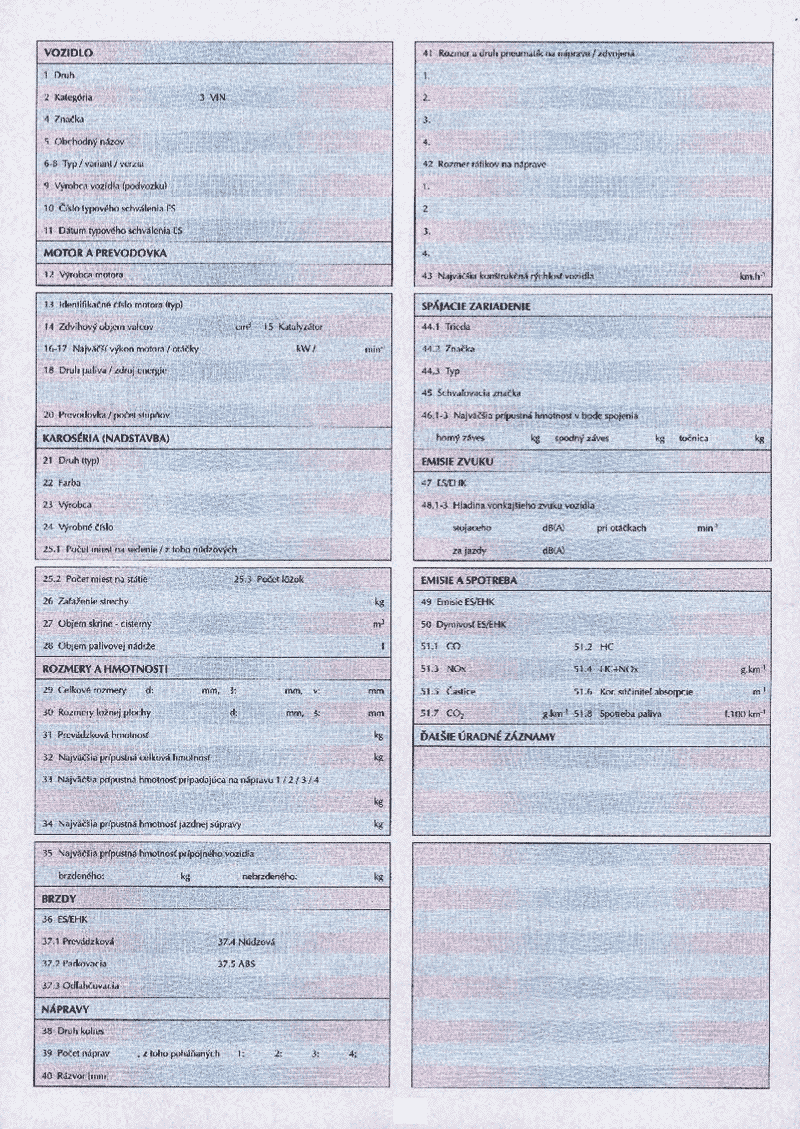 VOZIDLO
1 Druh
2 Kategória 3 VIN
4 Značka
5 Obchodný názov
6-8 Typ / variant / verzia
9 Výrobca vozidla (podvozku)
10 Číslo typového schválenia ES
11 Dátum typového schválenia ES
MOTOR A PREVODOVKA
12 Výrobca motora
13 Identifikačné číslo motora (typ)
14 Zdvihový objem valcov cm³ 15 Katalyzátor
16-17 Najväčší výkon motora / otáčky kW / min⁻¹
18 Druh paliva / zdroj energie
20 Prevodovka / počet stupňov
KAROSÉRIA (NADSTAVBA)
21 Druh (typ)
22 Farba
23 Výrobca
24 Výrobné číslo
25.1 Počet miest na sedenie / z toho núdzových
25.2 Počet miest na státie 25.3 Počet lôžok
26 Zaťaženie strechy kg
27 Objem skrine - cisterny m³
28 Objem palivovej nádrže l
ROZMERY A HMOTNOSTI
29 Celkové rozmery d: mm, š: mm, v: mm
30 Rozmery ložnej plochy d: mm, š: mm
31 Prevádzková hmotnosť kg
32 Najväčšia prípustná celková hmotnosť kg
33 Najväčšia prípustná hmotnosť pripadajúca na nápravu 1 / 2 / 3 / 4
kg
34 Najväčšia prípustná hmotnosť jazdnej súpravy kg
35 Najväčšia prípustná hmotnosť prípojného vozidla
brzdeného: kg nebrzdeného: kg
BRZDY
36 ES/EHK
37.1 Prevádzková 37.4 Núdzová
37.2 Parkovacia 37.5 ABS
37.3 Odľahčovacia
NÁPRAVY
38 Druh kolies
39 Počet náprav , z toho poháňaných 1: 2: 3: 4:
40 Rázvor (mm)
41 Rozmer a druh pneumatík na náprave / zdvojená
1.
2.
3.
4.
42 Rozmer ráfikov na náprave
1.
2
3.
4.
43 Najväčšia konštrukčná rýchlosť vozidla km.h⁻¹
SPÁJACIE ZARIADENIE
44.1 Trieda
44.2 Značka
44.3 Typ
45 Schvaľovacia značka
46.1-3 Najväčšia prípustná hmotnosť v bode spojenia
horný záves kg spodný záves kg točnica kg
EMISIE ZVUKU
47 ES/EHK
48.1-3 Hladina vonkajšieho zvuku vozidla
stojaceho dB(A) pri otáčkach min⁻¹
za jazdy dB(A)
EMISIE A SPOTREBA
49 Emisie ES/EHK
50 Dymivosť ES/EHK
51.1 CO 51.2 HC
51.3 NOx 51.4 HC+NOx g.km⁻¹
51.5 Častice 51.6 Kor. súčiniteľ absorpcie m⁻¹
51.7 CO₂ g.km⁻¹ 51.8 Spotreba paliva l.100 km⁻¹
ĎALŠIE ÚRADNÉ ZÁZNAMY